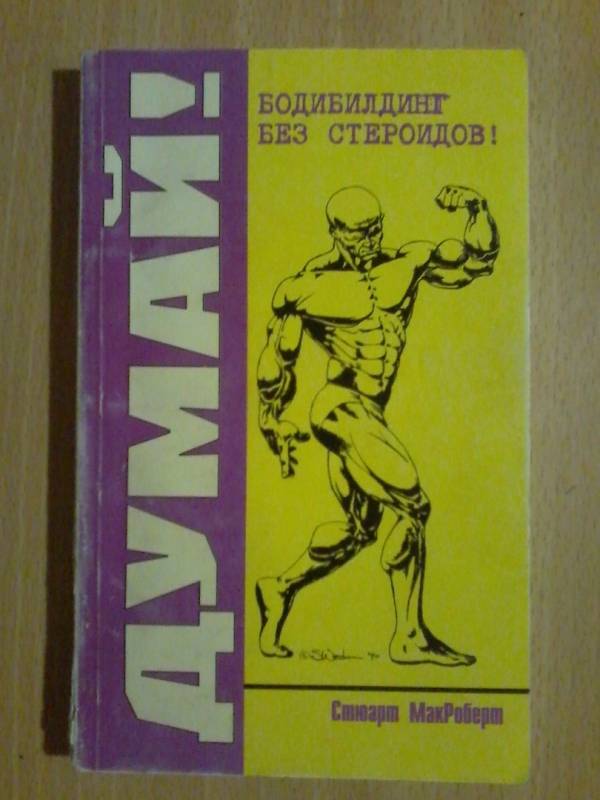 ДУМАЙ!
БОДИБИЛДИНГ
БЕЗ СТЕРОИДОВ!
Стюарт МакРоберт